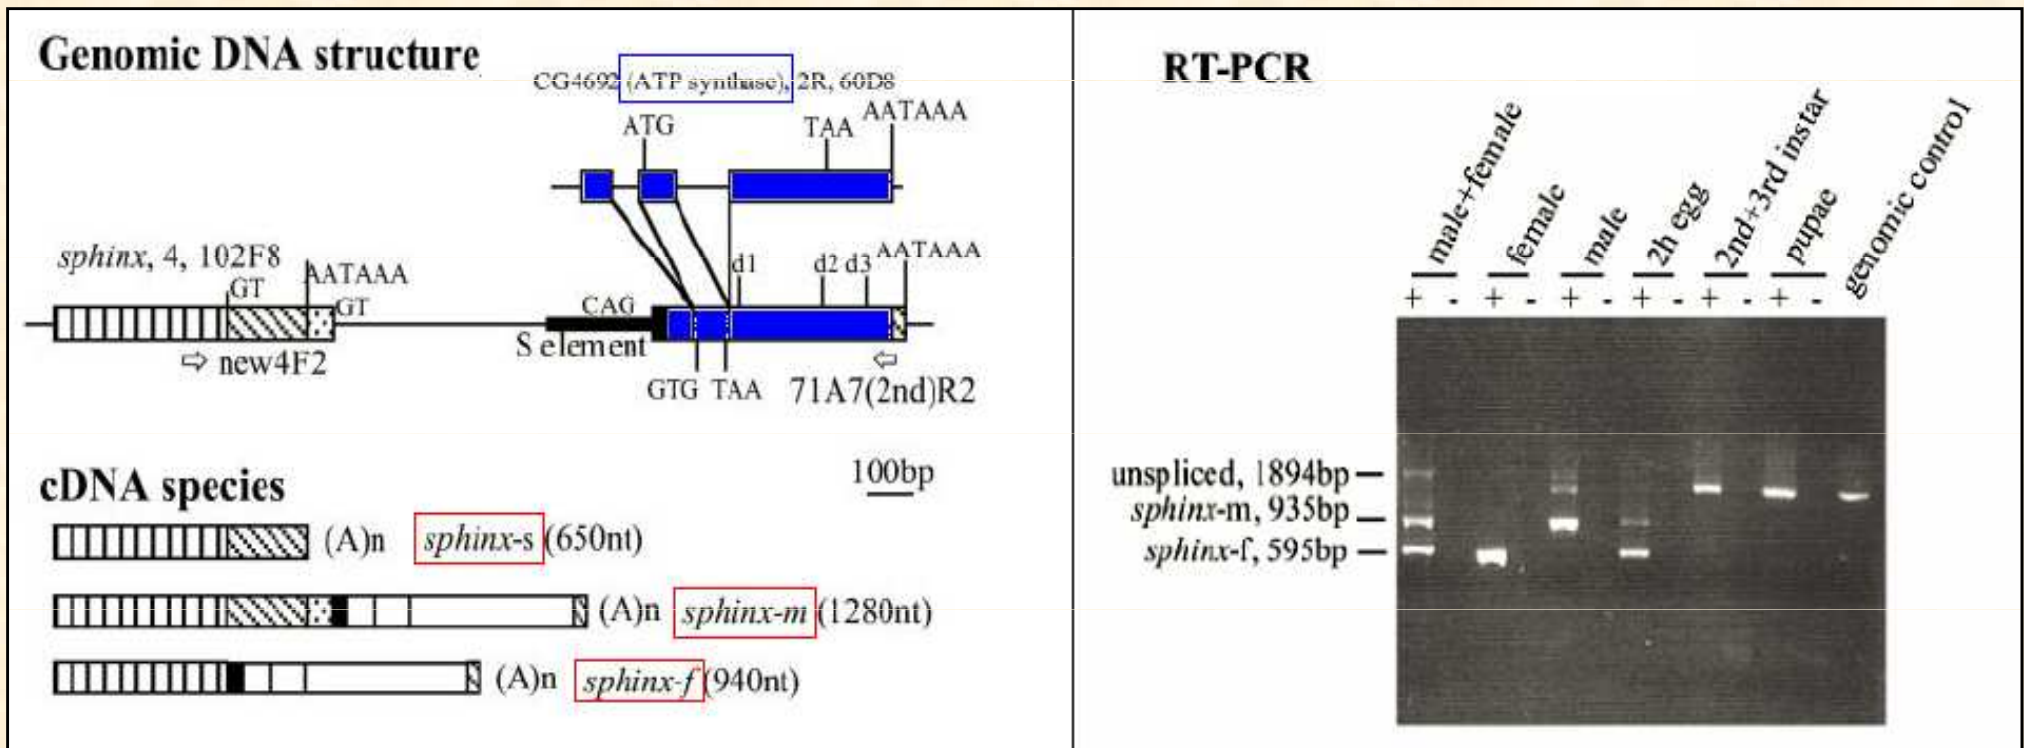 Genomic DNA structure
CG4692 (ATP synthase), 2R, 60D8
ATG
TAA
AATAAA
sphinx, 4, 102F8
GT
AATAAA
GT
CAG
S element
d1
d2 d3
AATAAA
new4F2
GTG TAA
71A7(2nd)R2
100bp
cDNA species
(A)n sphinx-s (650nt)
(A)n sphinx-m (1280nt)
(A)n sphinx-f (940nt)
RT-PCR
male+female
female
male
2h egg
2nd+3rd instar
pupae
genomic control
+ - + - + - + - + - + -
unspliced, 1894bp
sphinx-m, 935bp
sphinx-f, 595bp